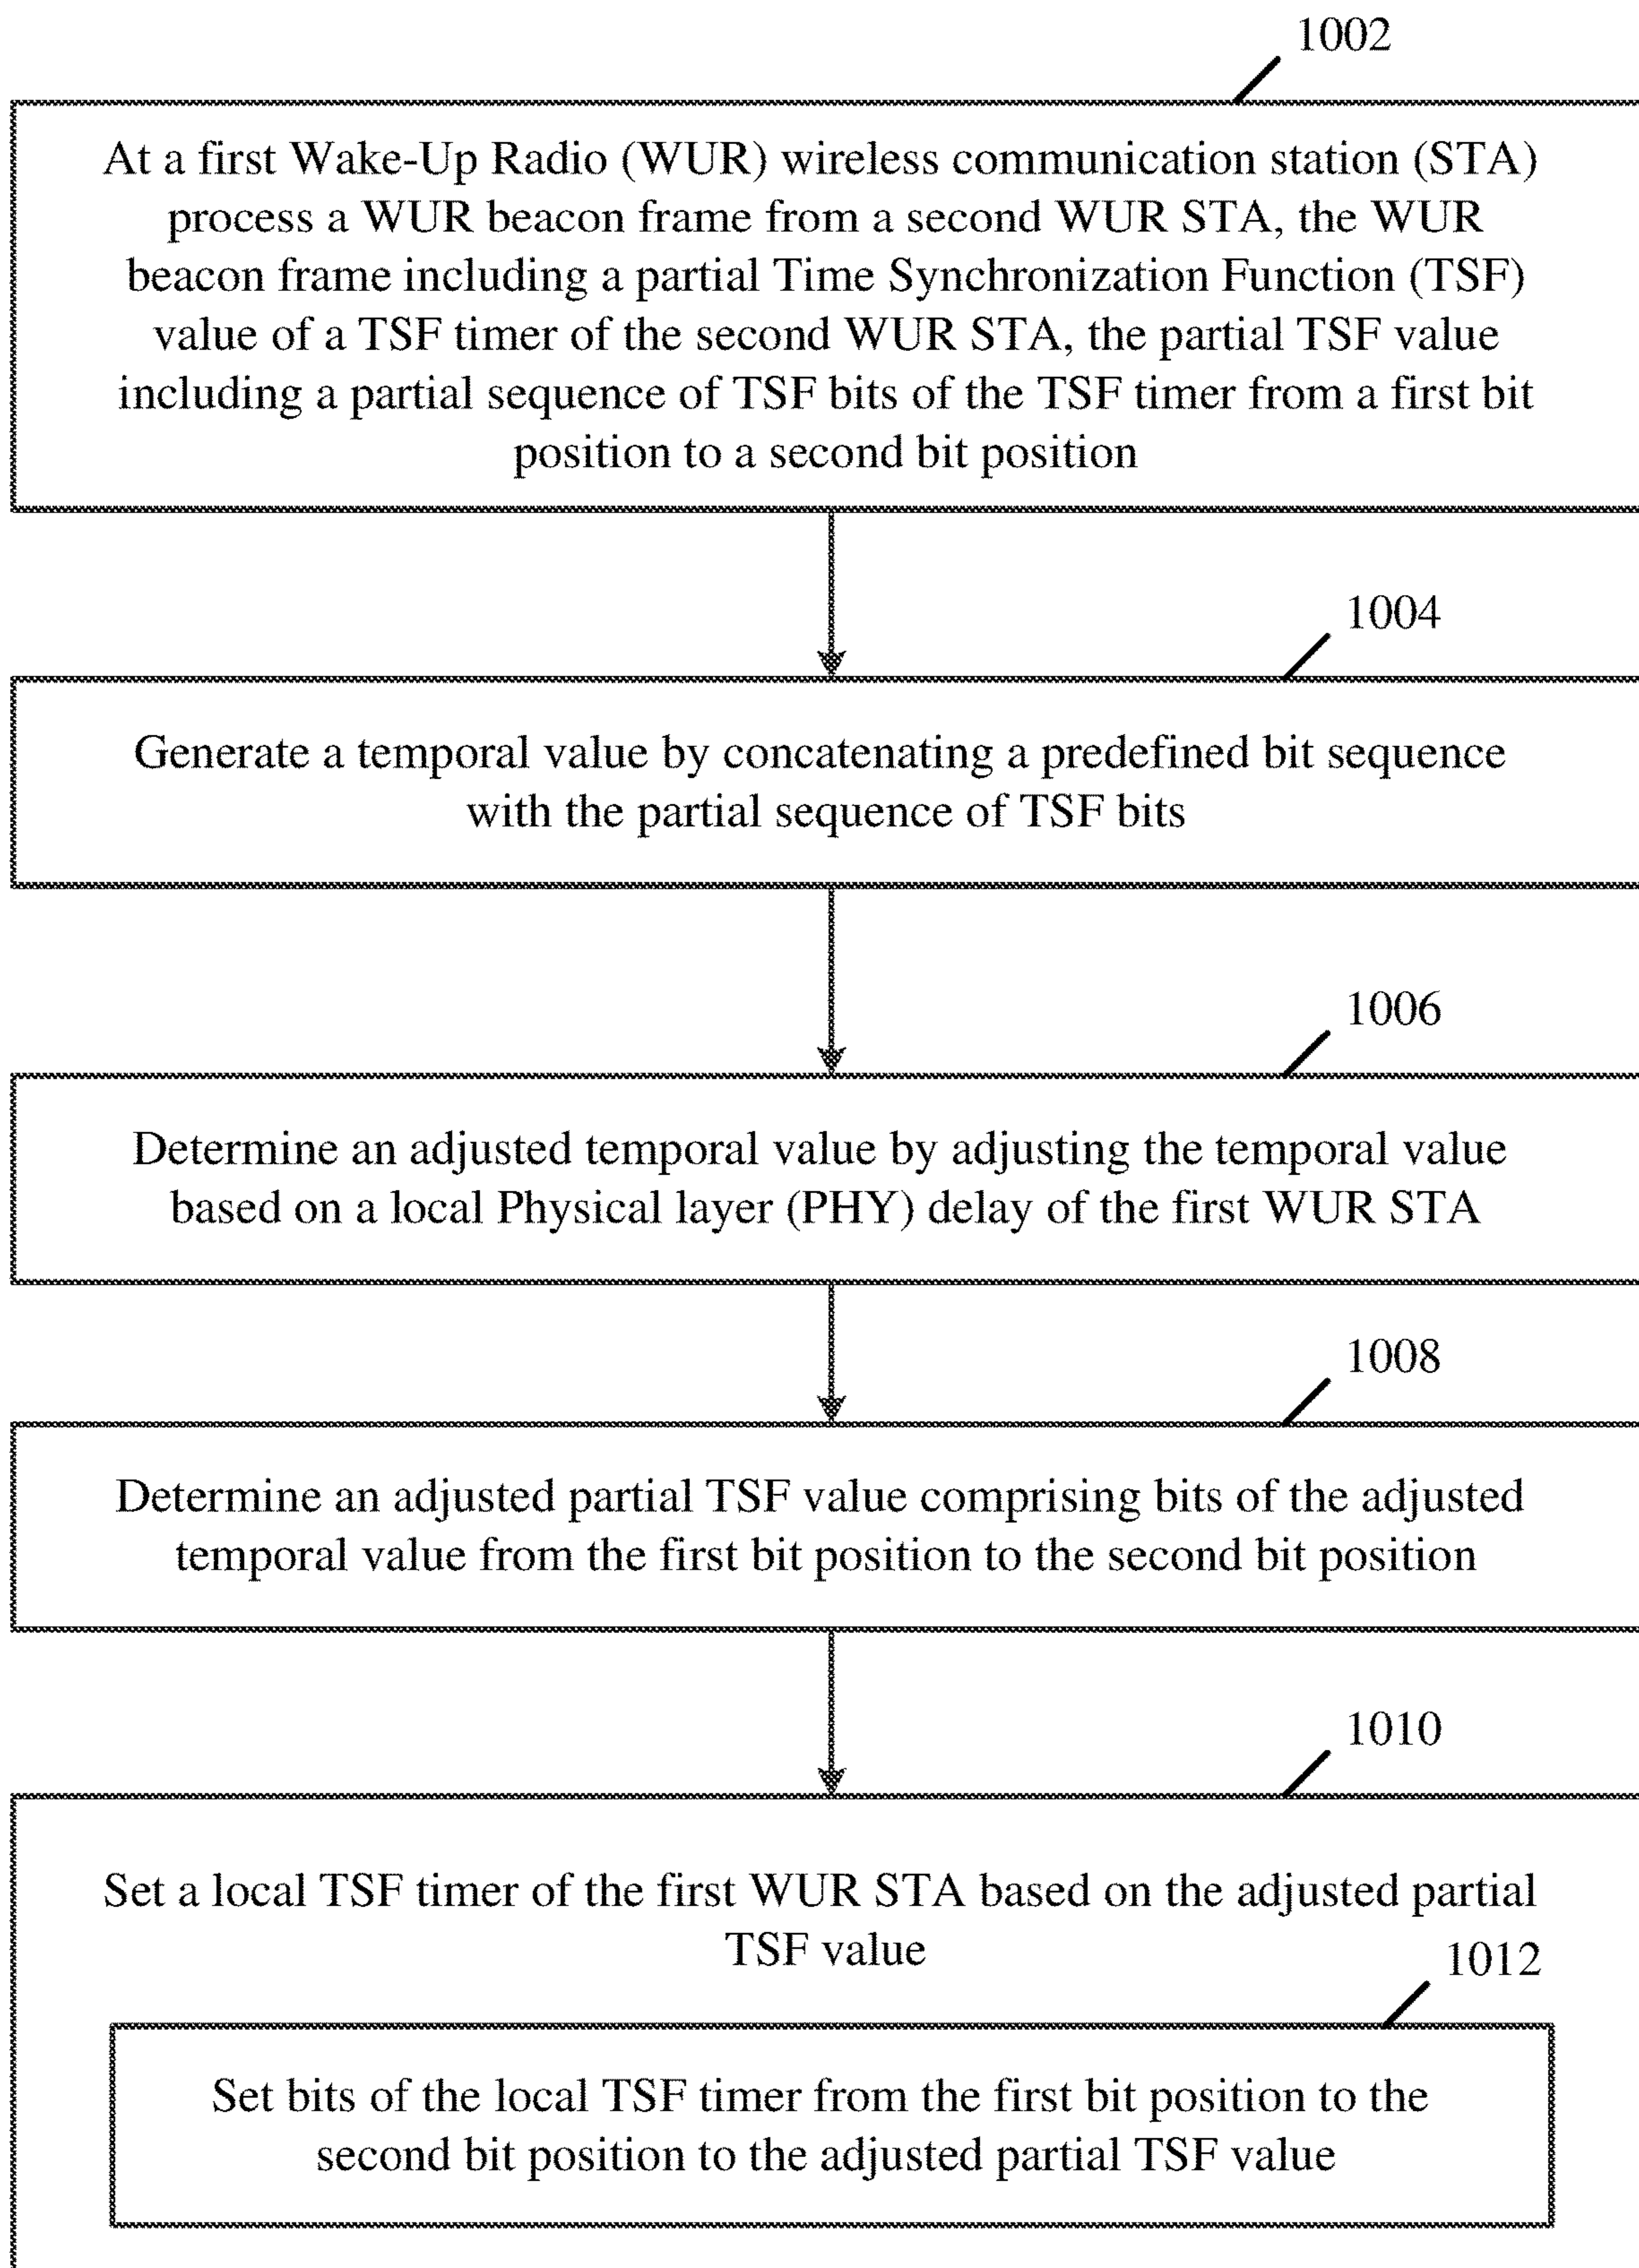 1002
At a first Wake-Up Radio (WUR) wireless communication station (STA)
process a WUR beacon frame from a second WUR STA, the WUR
beacon frame including a partial Time Synchronization Function (TSF)
value of a TSF timer of the second WUR STA, the partial TSF value
including a partial sequence of TSF bits of the TSF timer from a first bit
position to a second bit position
1004
Generate a temporal value by concatenating a predefined bit sequence
with the partial sequence of TSF bits
1006
Determine an adjusted temporal value by adjusting the temporal value
based on a local Physical layer (PHY) delay of the first WUR STA
1008
Determine an adjusted partial TSF value comprising bits of the adjusted
temporal value from the first bit position to the second bit position
1010
Set a local TSF timer of the first WUR STA based on the adjusted partial
TSF value
1012
Set bits of the local TSF timer from the first bit position to the
second bit position to the adjusted partial TSF value